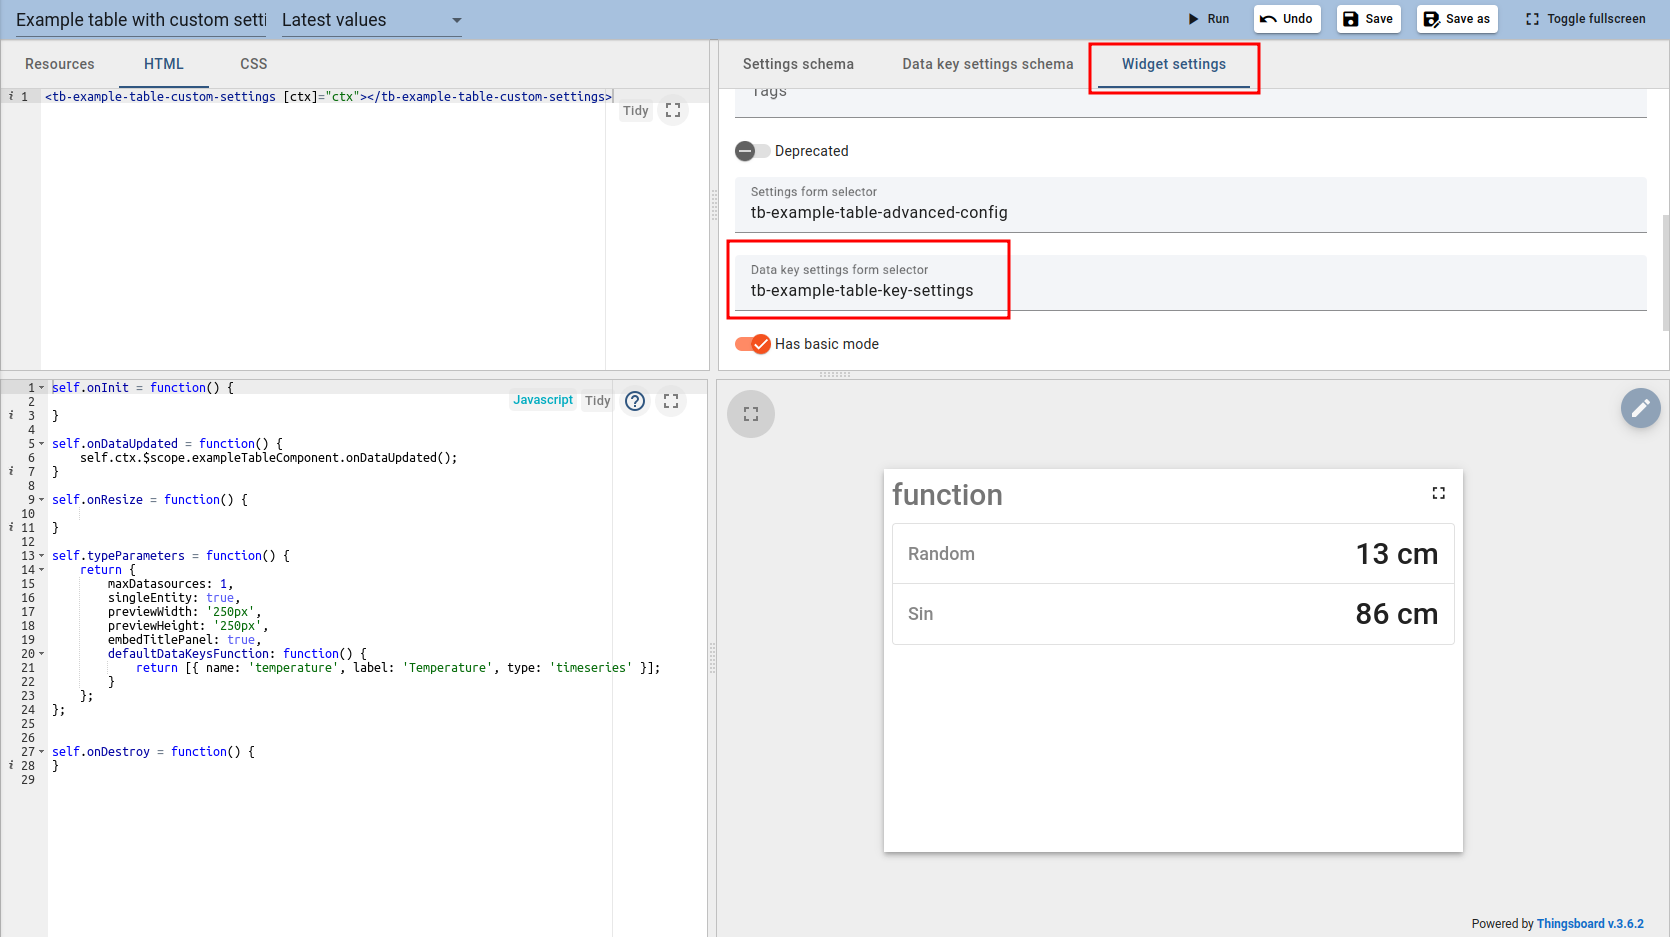 Example table with custom setti
Latest values
Run
Undo
Save
Save as
Toggle fullscreen
Resources
HTML
CSS
i 1 <tb-example-table-custom-settings [ctx]="ctx"></tb-example-table-custom-settings>
Tidy
Settings schema
Data key settings schema
Widget settings
Tags
Deprecated
Settings form selector
tb-example-table-advanced-config
Data key settings form selector
tb-example-table-key-settings
Has basic mode
1 self.onInit = function() {
2
i 3 }
4
5 self.onDataUpdated = function() {
6     self.ctx.$scope.exampleTableComponent.onDataUpdated();
i 7 }
8
9 self.onResize = function() {
10
i 11 }
12
13 self.typeParameters = function() {
14     return {
15         maxDatasources: 1,
16         singleEntity: true,
17         previewWidth: '250px',
18         previewHeight: '250px',
19         embedTitlePanel: true,
20         defaultDataKeysFunction: function() {
21             return [{ name: 'temperature', label: 'Temperature', type: 'timeseries' }];
22         }
23     };
24 };
25
26
27 self.onDestroy = function() {
i 28 }
29
Javascript
Tidy
?
function
Random
13 cm
Sin
86 cm
Powered by Thingsboard v.3.6.2